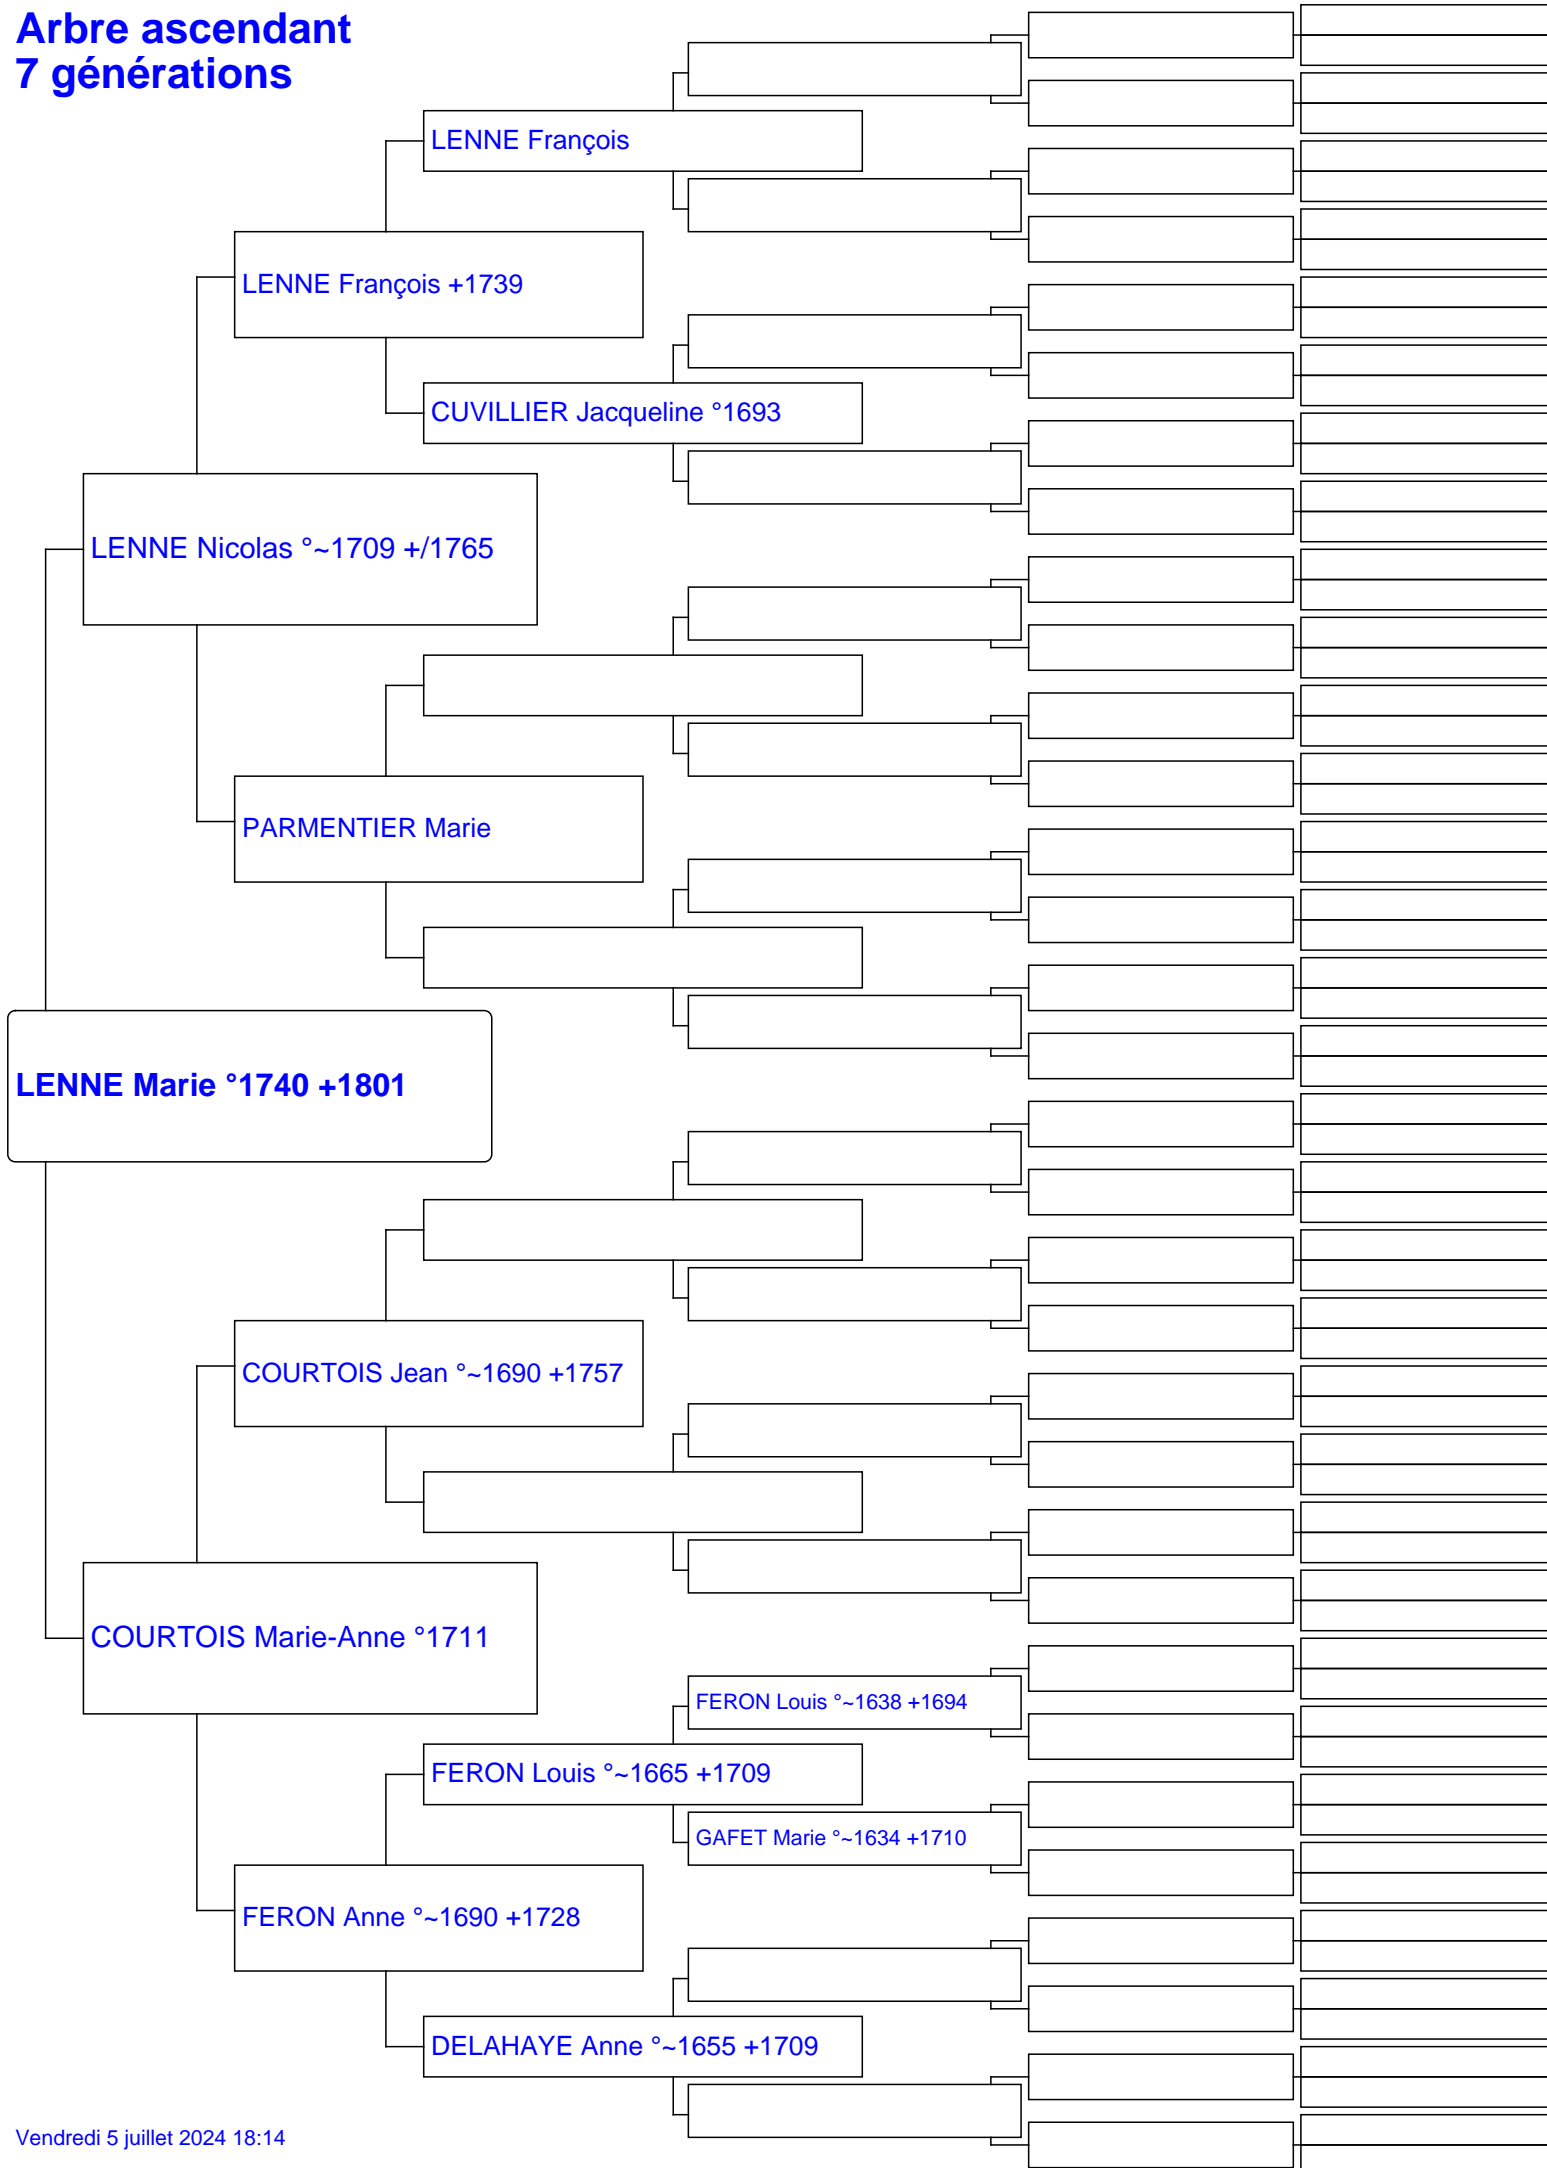 Arbre ascendant
7 générations
LENNE François
LENNE François +1739
CUVILLIER Jacqueline °1693
LENNE Nicolas °~1709 +/1765
PARMENTIER Marie
LENNE Marie °1740 +1801
COURTOIS Jean °~1690 +1757
COURTOIS Marie-Anne °1711
FERON Louis °~1638 +1694
FERON Louis °~1665 +1709
GAFET Marie °~1634 +1710
FERON Anne °~1690 +1728
DELAHAYE Anne °~1655 +1709
Vendredi 5 juillet 2024 18:14